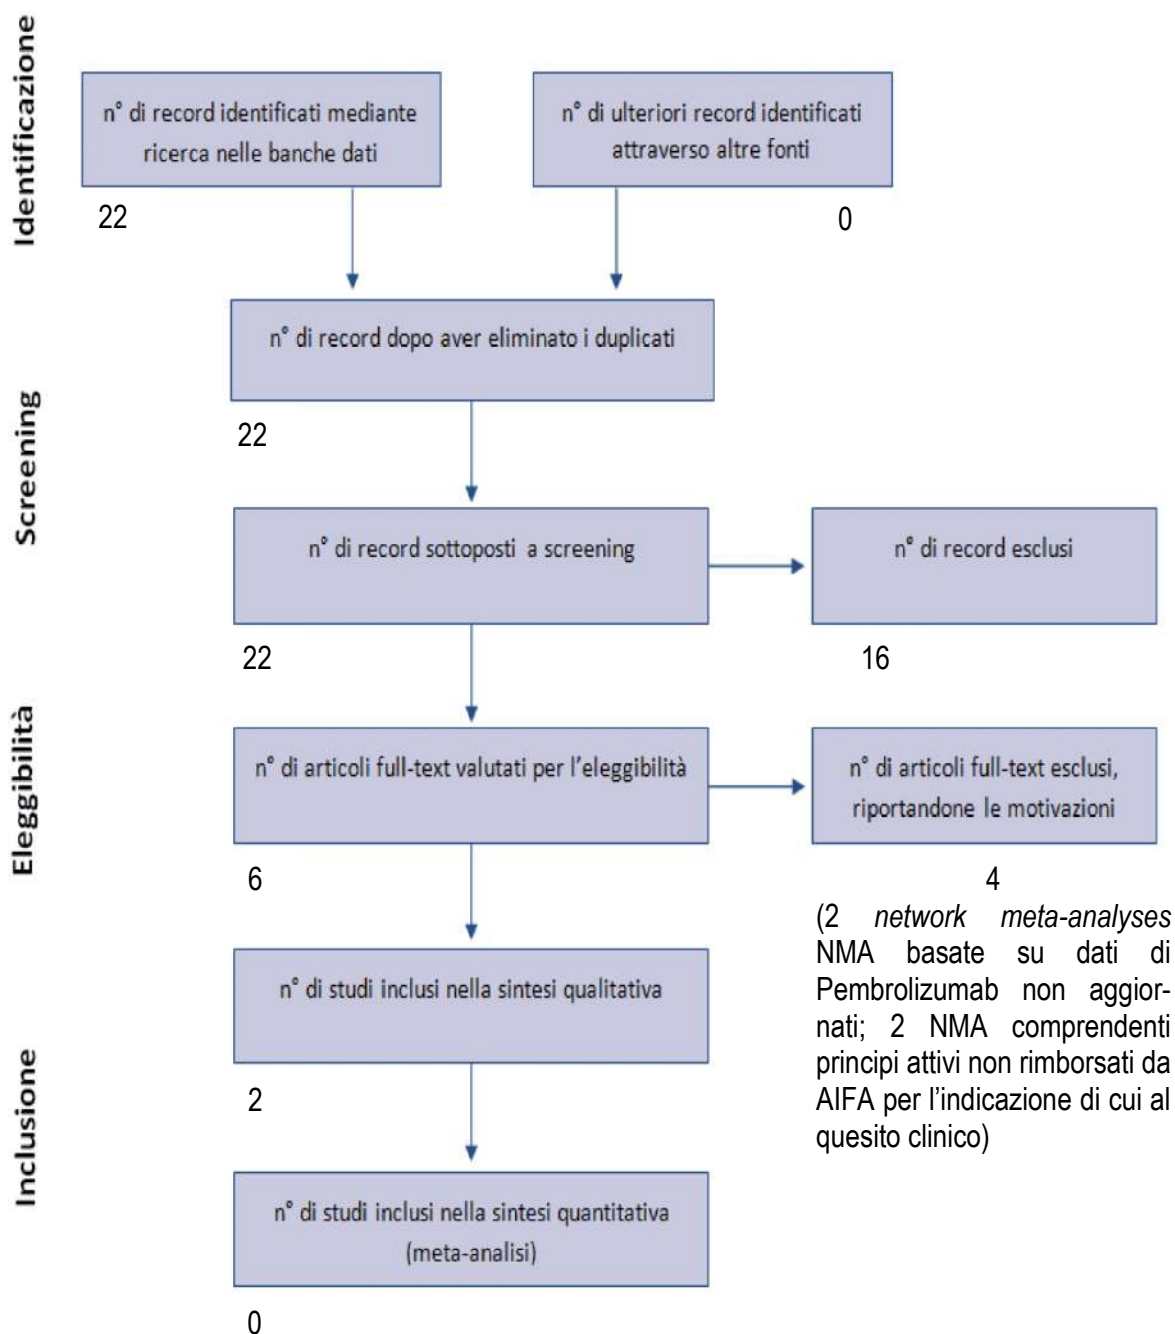 Identificazione
n° di record identificati mediante
ricerca nelle banche dati
22
n° di ulteriori record identificati
attraverso altre fonti
0
Screening
n° di record dopo aver eliminato i duplicati
22
n° di record sottoposti a screening
22
n° di record esclusi
16
Eleggibilità
n° di articoli full-text valutati per l'eleggibilità
6
n° di articoli full-text esclusi,
riportandone le motivazioni
4
(2 network meta-analyses
NMA basate su dati di
Pembrolizumab non aggior-
nati; 2 NMA comprendenti
principi attivi non rimborsati da
AIFA per l'indicazione di cui al
quesito clinico)
Inclusione
n° di studi inclusi nella sintesi qualitativa
2
n° di studi inclusi nella sintesi quantitativa
(meta-analisi)
0